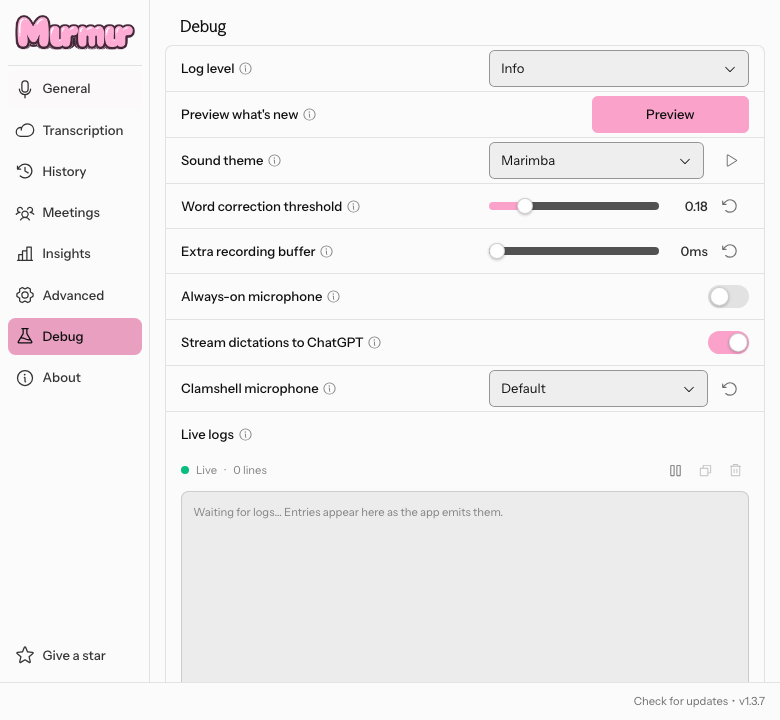 Murmur
Debug
General
Transcription
History
Meetings
Insights
Advanced
Debug
About
Give a star
Log level
Info
Preview what's new
Preview
Sound theme
Marimba
Word correction threshold
0.18
Extra recording buffer
0ms
Always-on microphone
Stream dictations to ChatGPT
Clamshell microphone
Default
Live logs
Live · 0 lines
Waiting for logs... Entries appear here as the app emits them.
Check for updates • v1.3.7